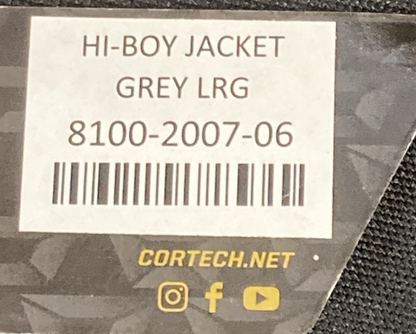 HI-BOY JACKET
GREY LRG
8100-2007-06
CORTECH.NET